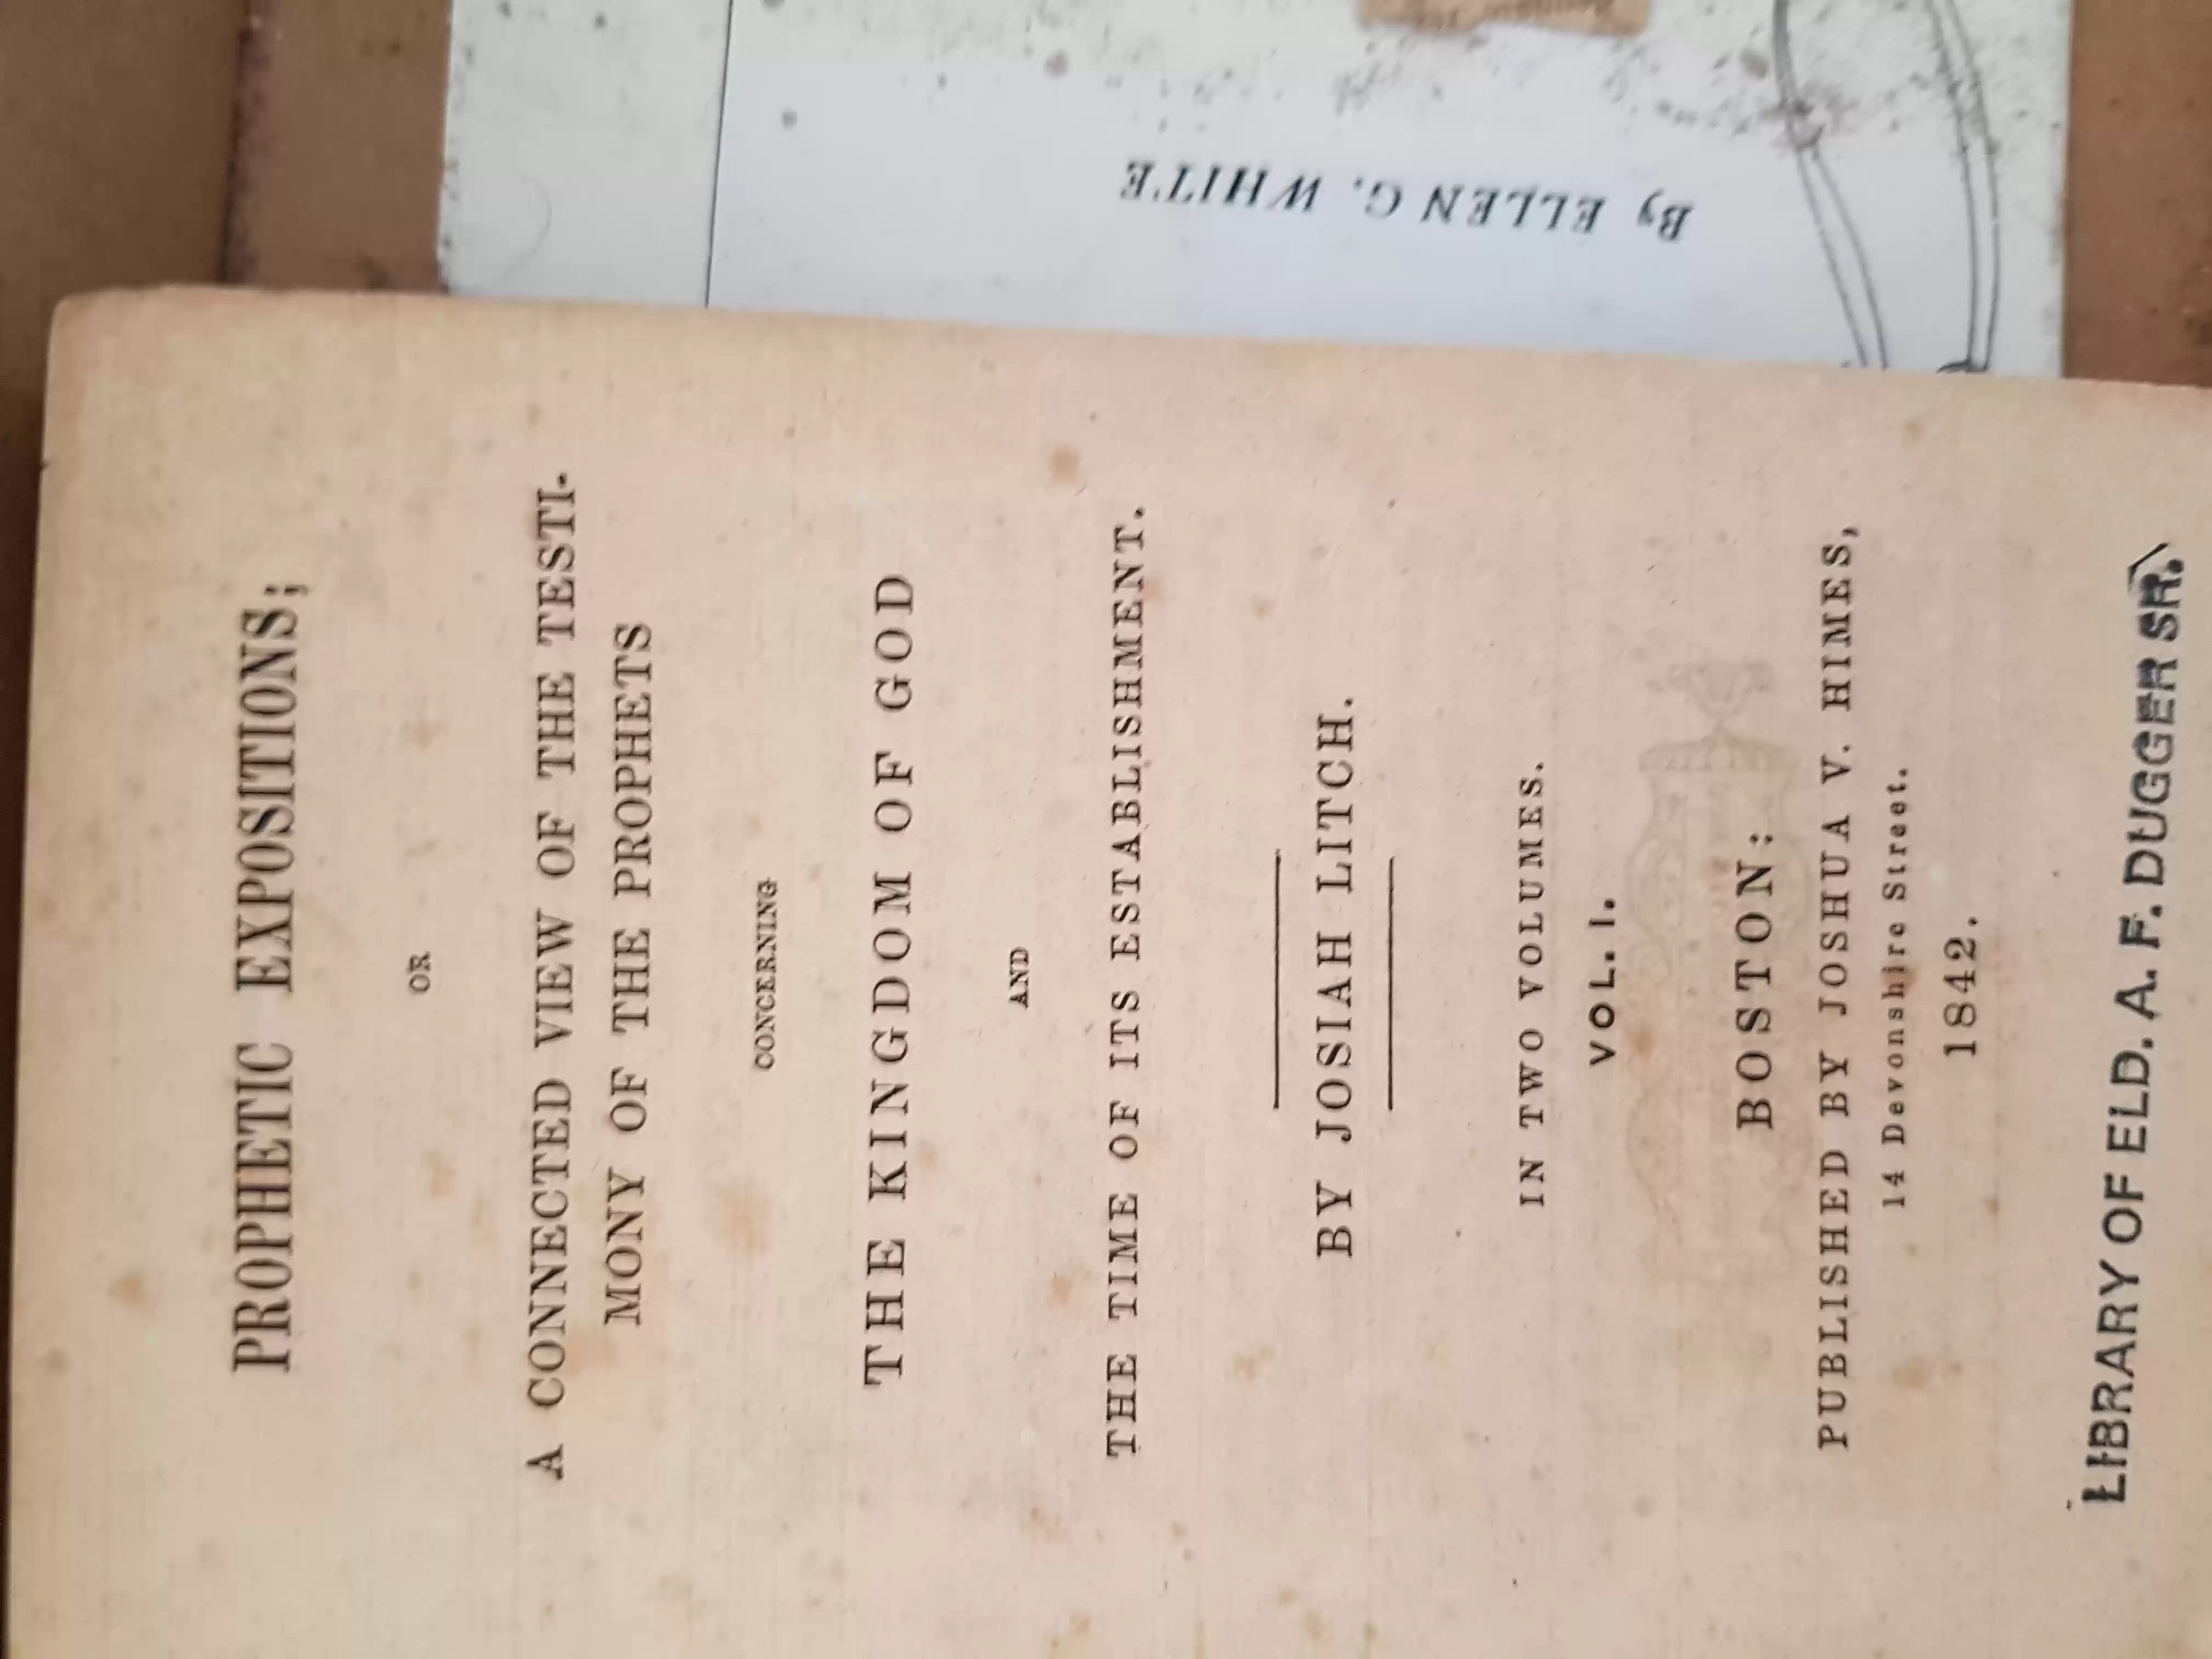 PROPHETIC EXPOSITIONS;
OR
A CONNECTED VIEW OF THE TESTI-
MONY OF THE PROPHETS
CONCERNING
THE KINGDOM OF GOD
AND
THE TIME OF ITS ESTABLISHMENT.
BY JOSIAH LITCH.
IN TWO VOLUMES.
VOL. I.
BOSTON:
PUBLISHED BY JOSHUA V. HIMES,
14 Devonshire Street.
1842.
LIBRARY OF ELD. A. F. DUGGER SR.
By ELLEN G. WHITE